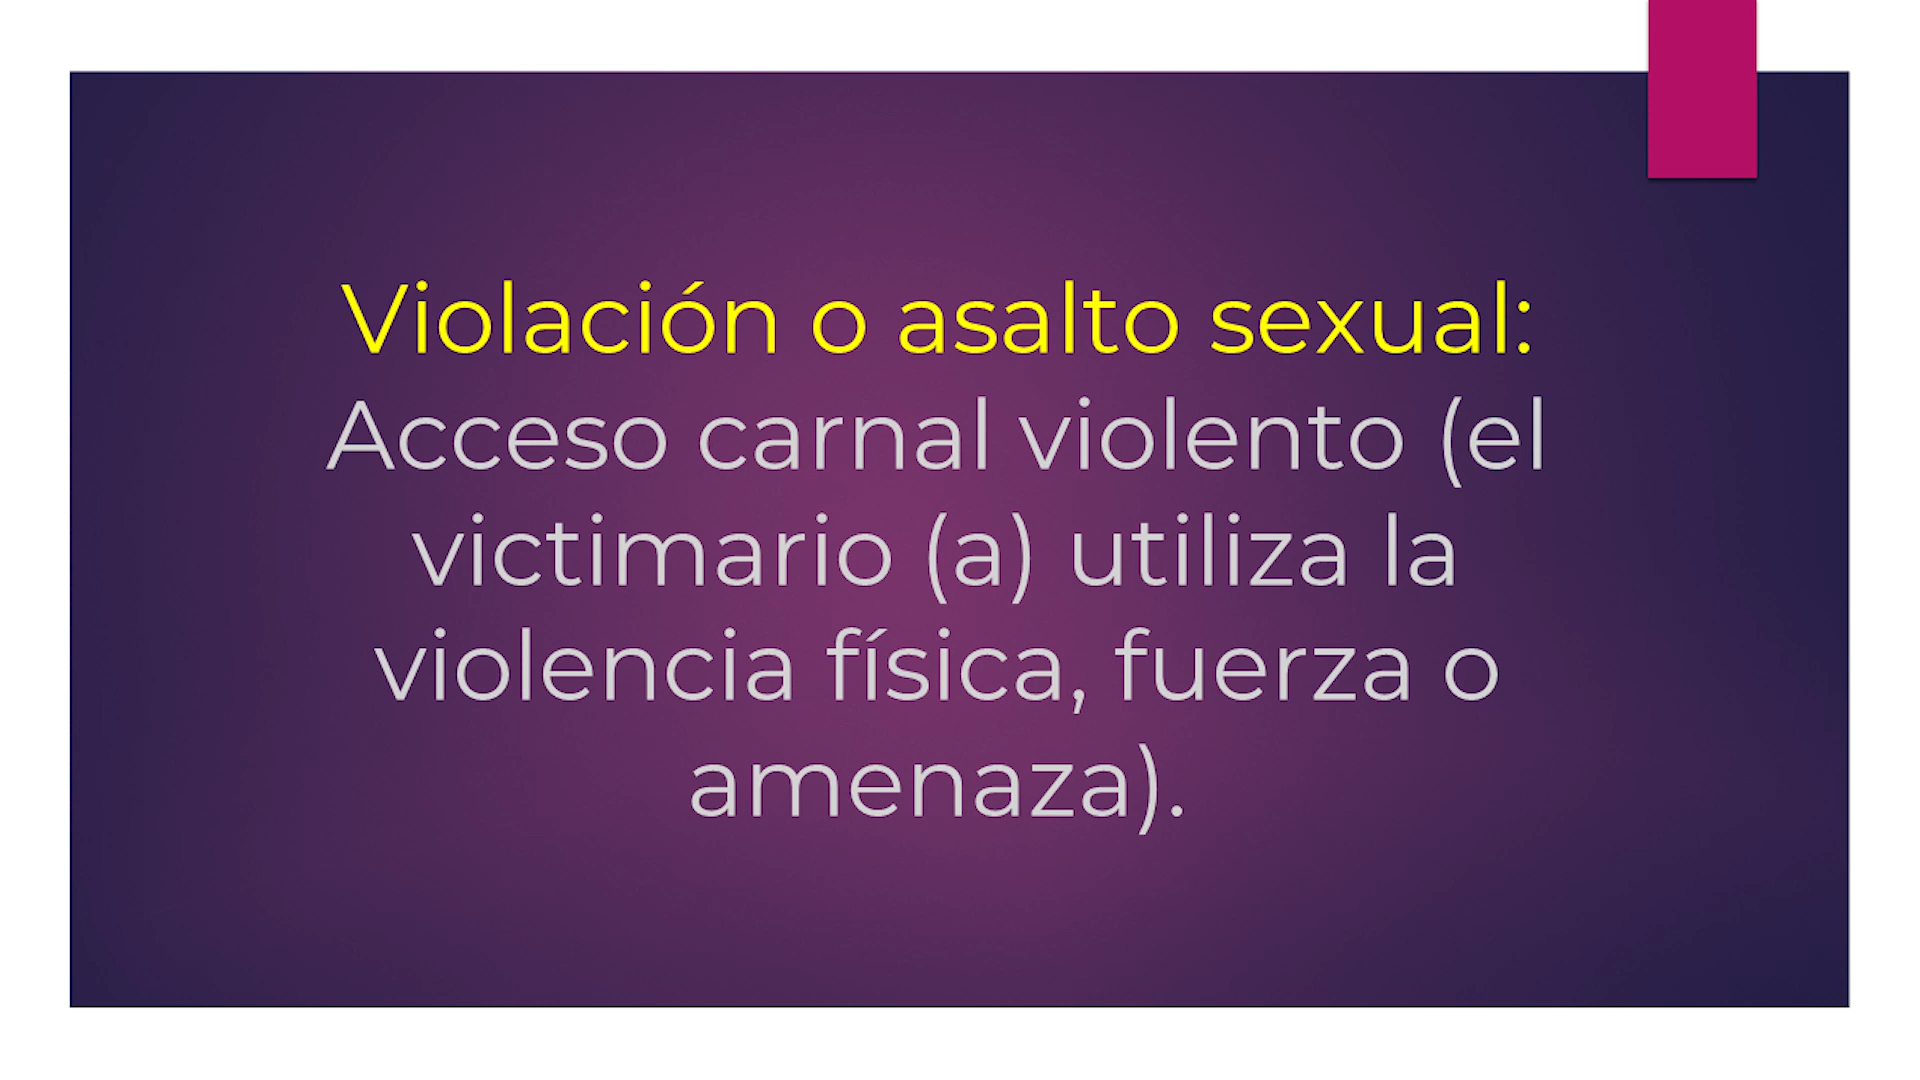 Violación o asalto sexual:
Acceso carnal violento (el
victimario (a) utiliza la
violencia física, fuerza o
amenaza).